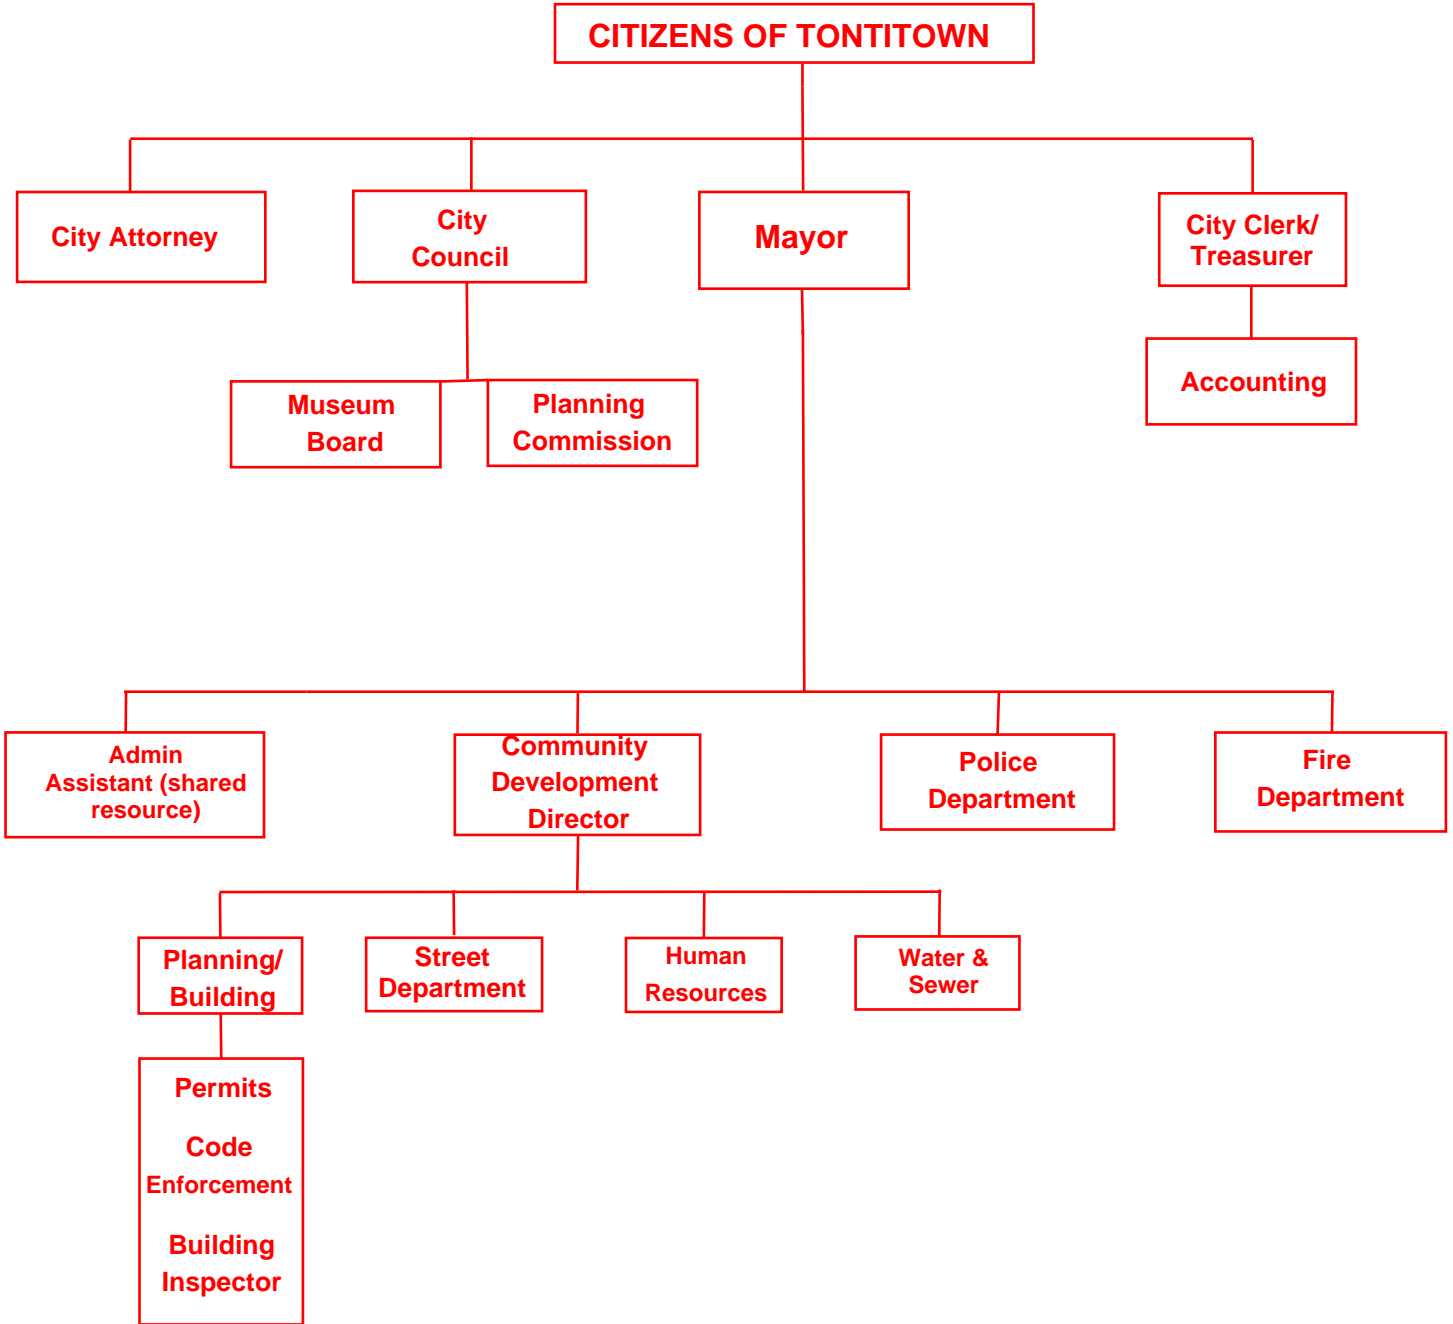 CITIZENS OF TONTITOWN
City Attorney
City
Council
Mayor
City Clerk/
Treasurer
Museum
Board
Planning
Commission
Accounting
Admin
Assistant (shared
resource)
Community
Development
Director
Police
Department
Fire
Department
Planning/
Building
Street
Department
Human
Resources
Water &
Sewer
Permits
Code
Enforcement
Building
Inspector